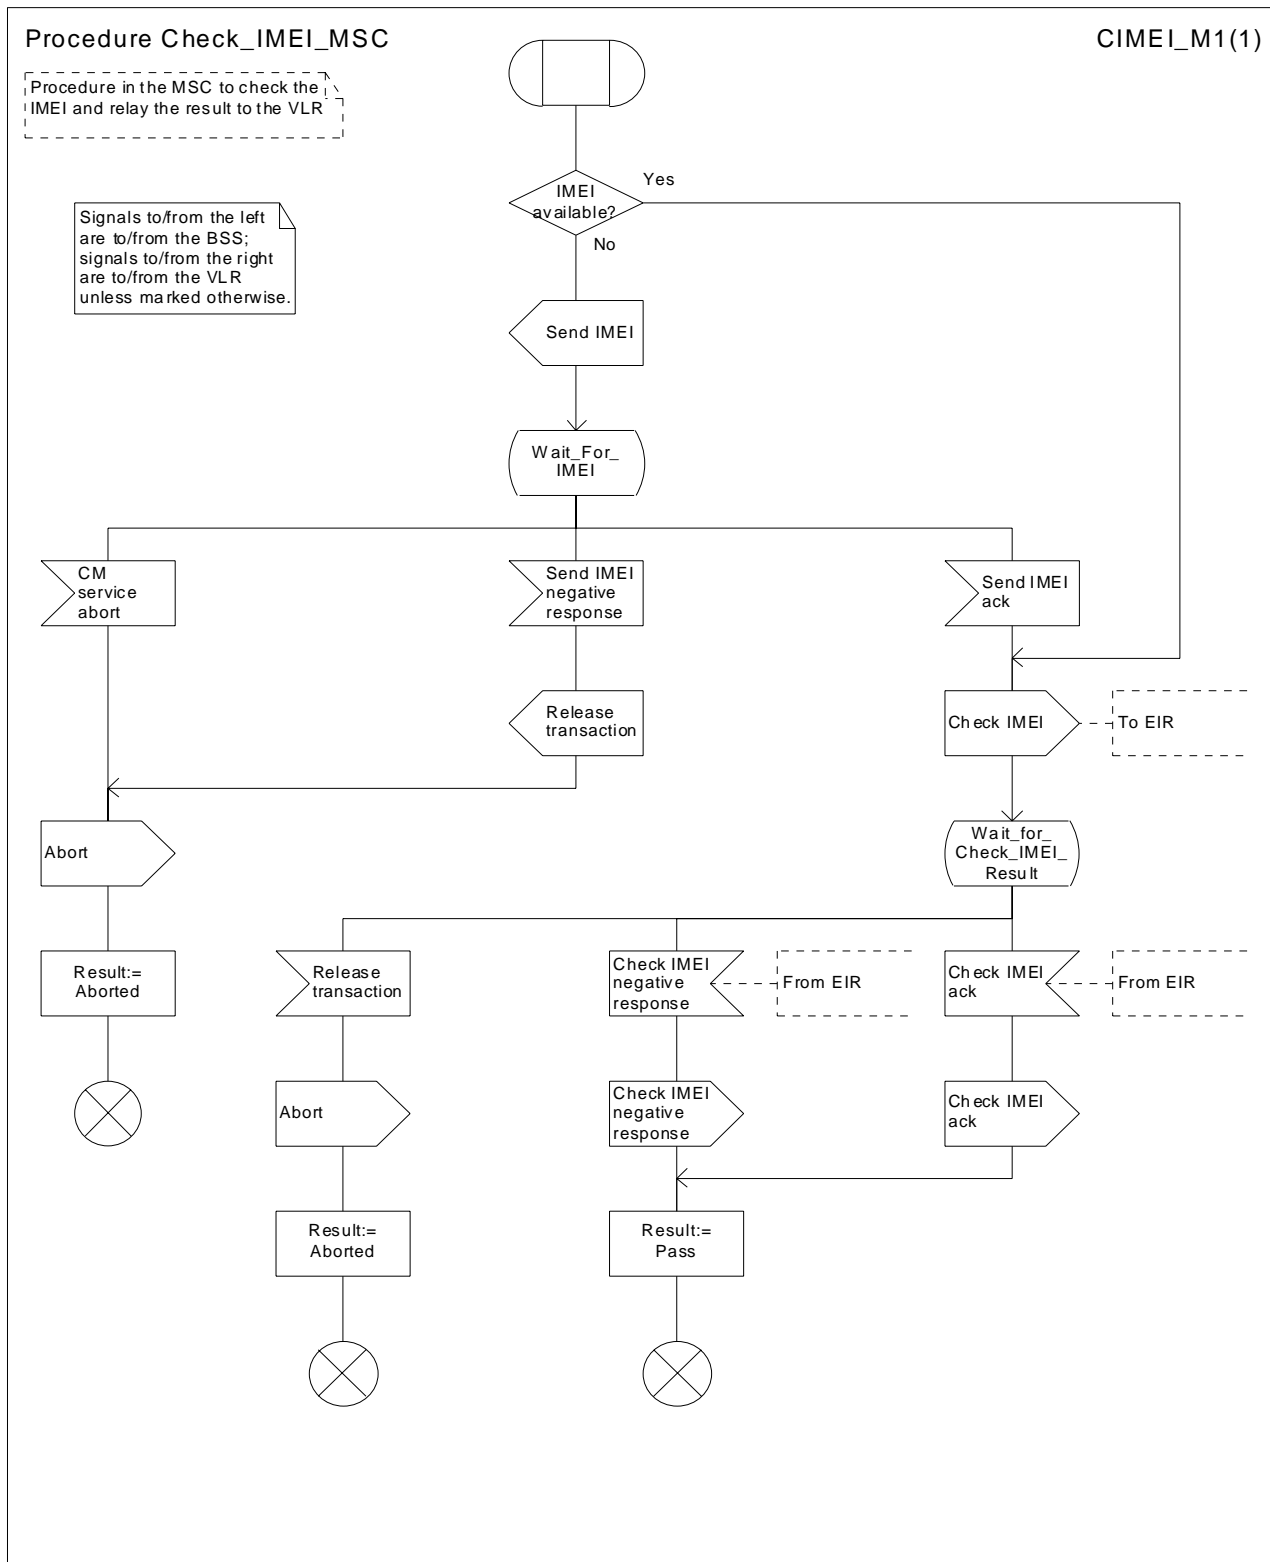 Procedure Check_IMEI_MSC
CIMEI_M1(1)
Procedure in the MSC to check the
IMEI and relay the result to the VLR
Signals to/from the left
are to/from the BSS;
signals to/from the right
are to/from the VLR
unless marked otherwise.
IMEI
available?
Yes
No
Send IMEI
Wait_For_
IMEI
CM
service
abort
Send IMEI
negative
response
Send IMEI
ack
Release
transaction
Check IMEI
To EIR
Abort
Wait_for_
Check_IMEI_
Result
Result:=
Aborted
Release
transaction
Check IMEI
negative
response
From EIR
Check IMEI
ack
From EIR
Abort
Check IMEI
negative
response
Check IMEI
ack
Result:=
Aborted
Result:=
Pass